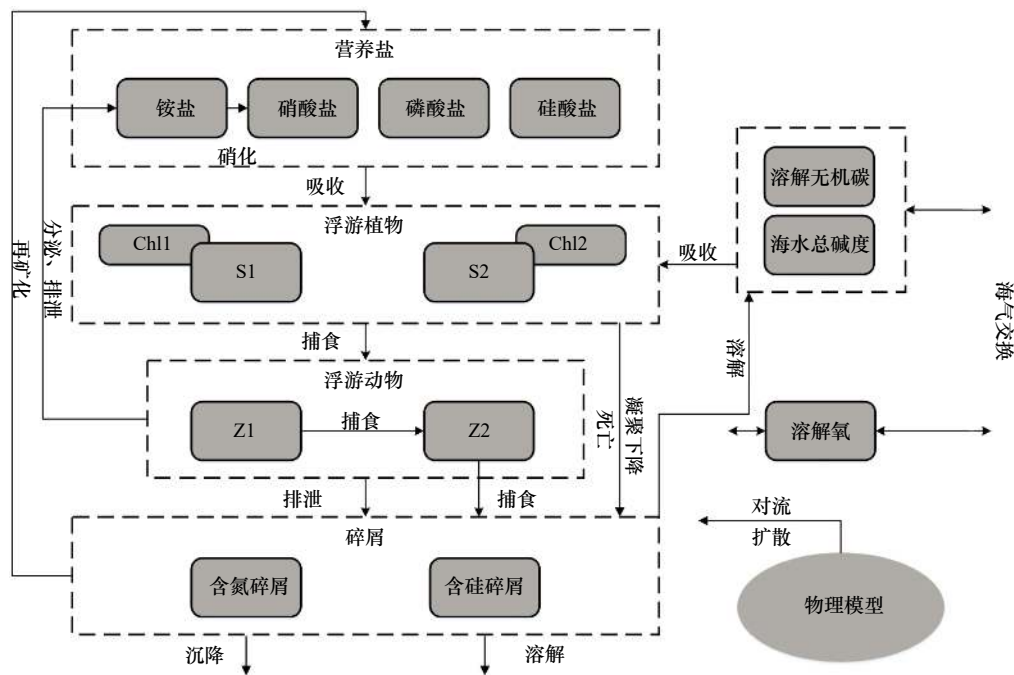 营养盐
铵盐
硝酸盐
磷酸盐
硅酸盐
硝化
吸收
溶解无机碳
海水总碱度
浮游植物
Chl1
S1
S2
Chl2
吸收
再矿化
分泌、排泄
海气交换
捕食
溶解
浮游动物
Z1
捕食
Z2
死亡
凝聚下降
溶解氧
排泄
捕食
碎屑
含氮碎屑
含硅碎屑
对流
扩散
物理模型
沉降
溶解